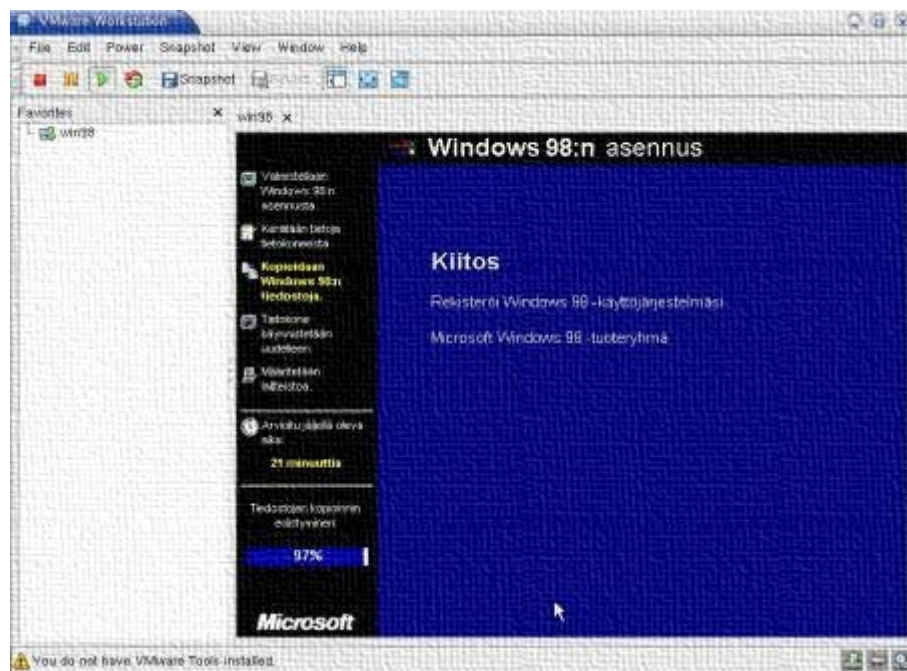 VMware Workstation
File Edit Power Snapshot View Window Help
Snapshot Revert
Favorites
win98
win98
Windows 98:n asennus
Valmistellaan
Windows 98:n
asennusta.
Kerätään tietoja
tietokoneesta.
Kopioidaan
Windows 98:n
tiedostoja.
Tietokone
käynnistetään
uudelleen.
Määritetään
laitteistoa.
Arvioitu jäljellä oleva
aika:
21 minuuttia
Tiedostojen kopioinnin
edistyminen:
97%
Microsoft
Kiitos
Rekisteröi Windows 98 -käyttöjärjestelmäsi
Microsoft Windows 98 -tuoteryhmä
You do not have VMware Tools installed.